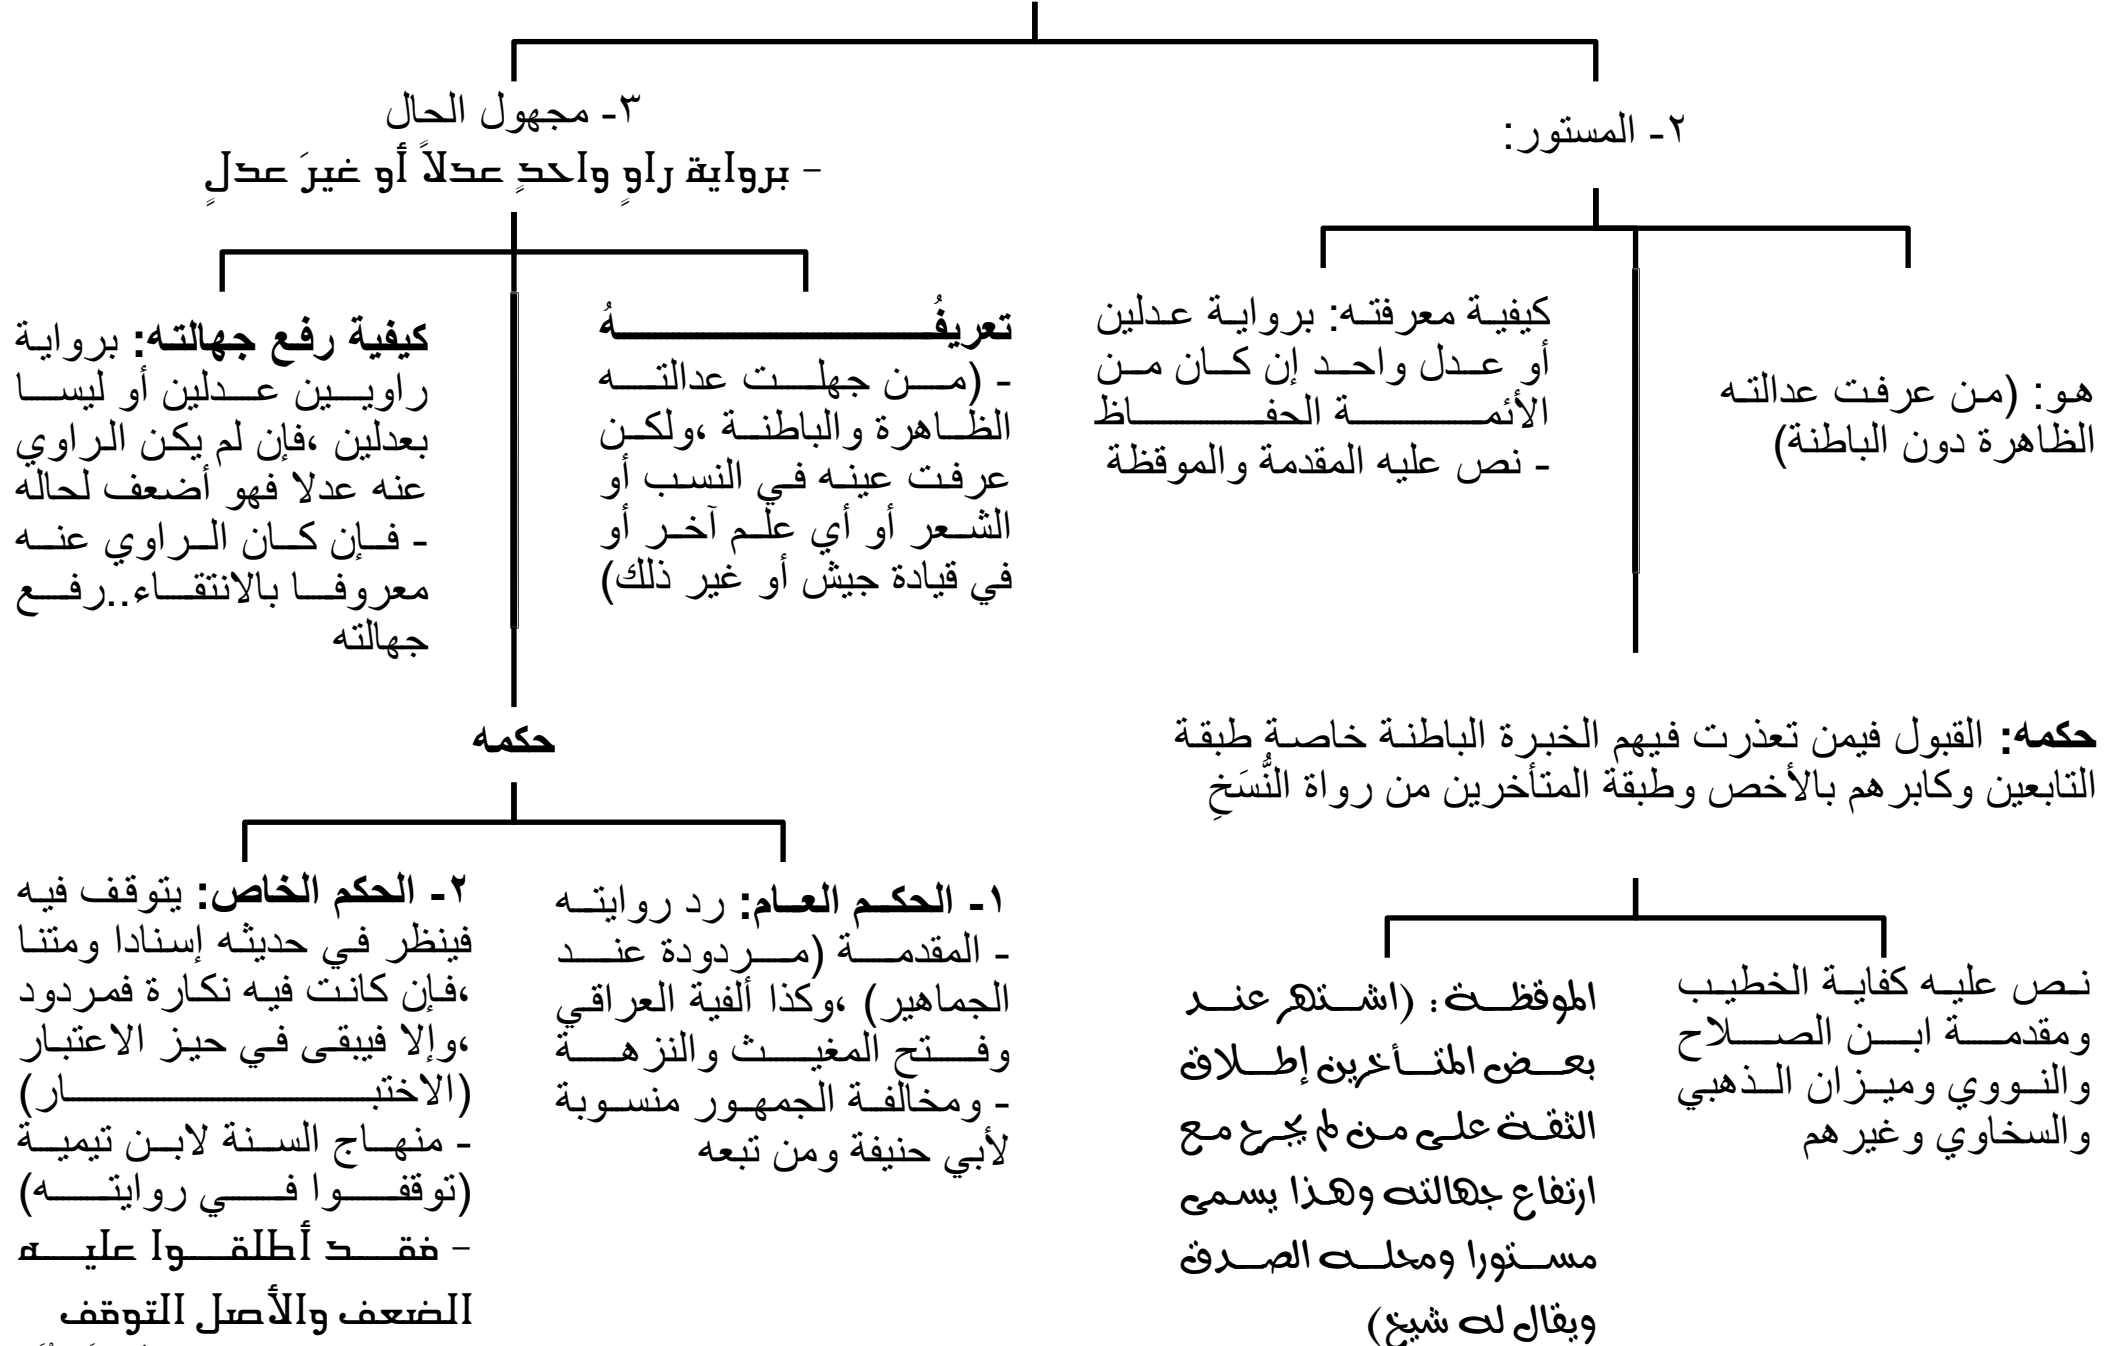 ٢- المستور:
هو: (من عرفت عدالته
الظاهرة دون الباطنة)
كيفية معرفته: برواية عدلين
أو عدل واحد إن كان من
الأئمة الحفاظ
- نص عليه المقدمة والموقظة
حكمه: القبول فيمن تعذرت فيهم الخبرة الباطنة خاصة طبقة
التابعين وكابرهم بالأخص وطبقة المتأخرين من رواة النُّسَخِ
نص عليه كفاية الخطيب
ومقدمة ابن الصلاح
والنووي وميزان الذهبي
والسخاوي وغيرهم
الموقظة: (اشتهر عند
بعض المتأخرين إطلاق
الثقة على من لم يجرح مع
ارتفاع جهالته وهذا يسمى
مستورا ومحله الصدق
ويقال له شيخ)
٣- مجهول الحال
- برواية راوٍ واحدٍ عدلاً أو غيرَ عدلٍ
تعريفُهُ
- (من جهلت عدالته
الظاهرة والباطنة ،ولكن
عرفت عينه في النسب أو
الشعر أو أي علم آخر أو
في قيادة جيش أو غير ذلك)
كيفية رفع جهالته: برواية
راويين عدلين أو ليسا
بعدلين ،فإن لم يكن الراوي
عنه عدلا فهو أضعف لحاله
- فإن كان الراوي عنه
معروفا بالانتقاء..رفع
جهالته
حكمه
١- الحكم العام: رد روايته
- المقدمة (مردودة عند
الجماهير) ،وكذا ألفية العراقي
وفتح المغيث والنزهة
- ومخالفة الجمهور منسوبة
لأبي حنيفة ومن تبعه
٢- الحكم الخاص: يتوقف فيه
فينظر في حديثه إسنادا ومتنا
،فإن كانت فيه نكارة فمردود
،وإلا فيبقى في حيز الاعتبار
(الاختبار)
- منهاج السنة لابن تيمية
(توقفوا في روايته)
- فقد أطلقوا عليه
الضعف والأصل التوقف